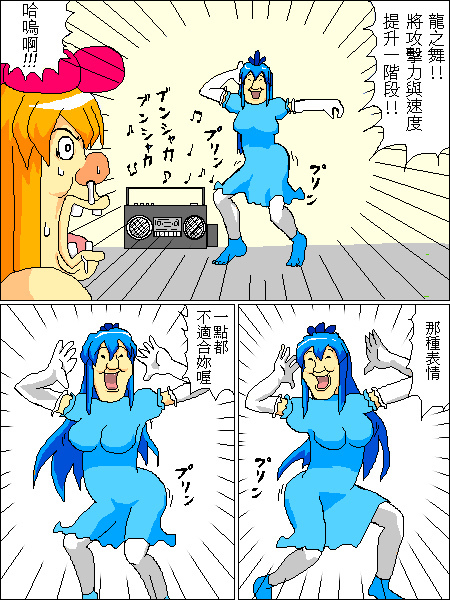 龍之舞!!
將攻擊力與速度
提升一階段!!
哈嗚啊!!!
プリン
ブンシャカ
ブンシャカ
プリン
那種表情
プリン
一點都
不適合妳喔
プリン